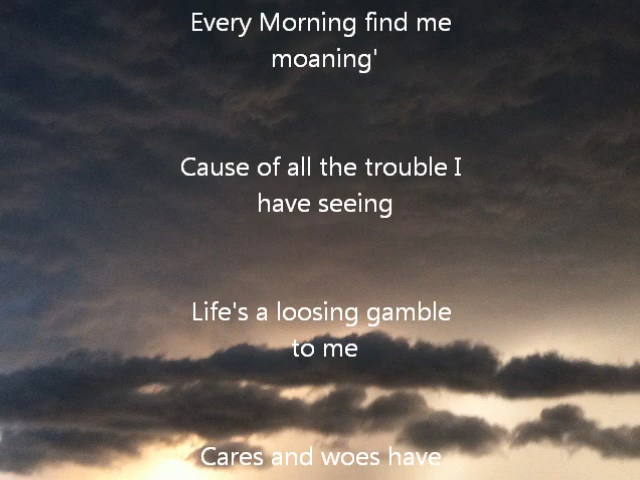 Every Morning find me
moaning'
Cause of all the trouble I
have seeing
Life's a loosing gamble
to me
Cares and woes have